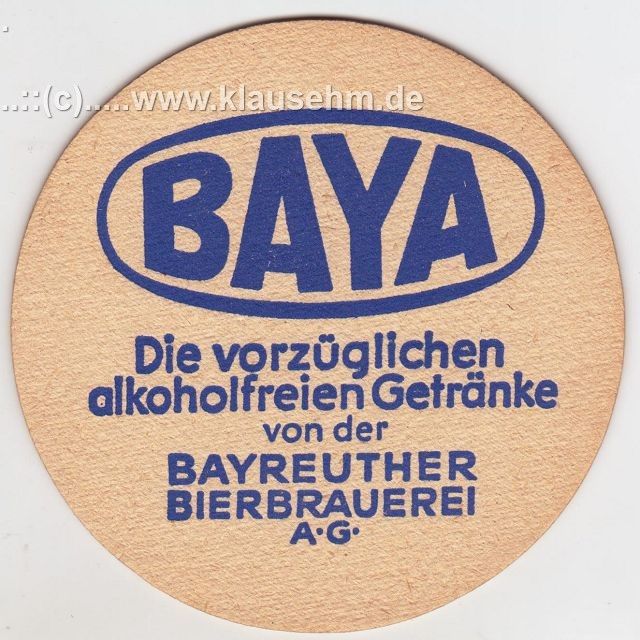 ..::(c).....www.klausehm.de
BAYA
Die vorzüglichen
alkoholfreien Getränke
von der
BAYREUTHER
BIERBRAUEREI
A·G·